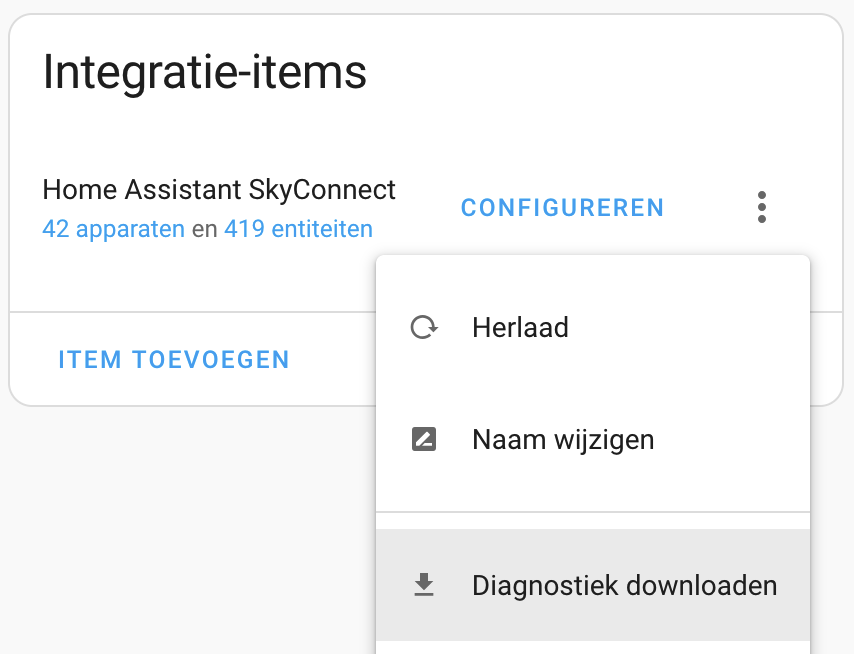 Integratie-items
Home Assistant SkyConnect
42 apparaten en 419 entiteiten
CONFIGUREREN
ITEM TOEVOEGEN
Herlaad
Naam wijzigen
Diagnostiek downloaden